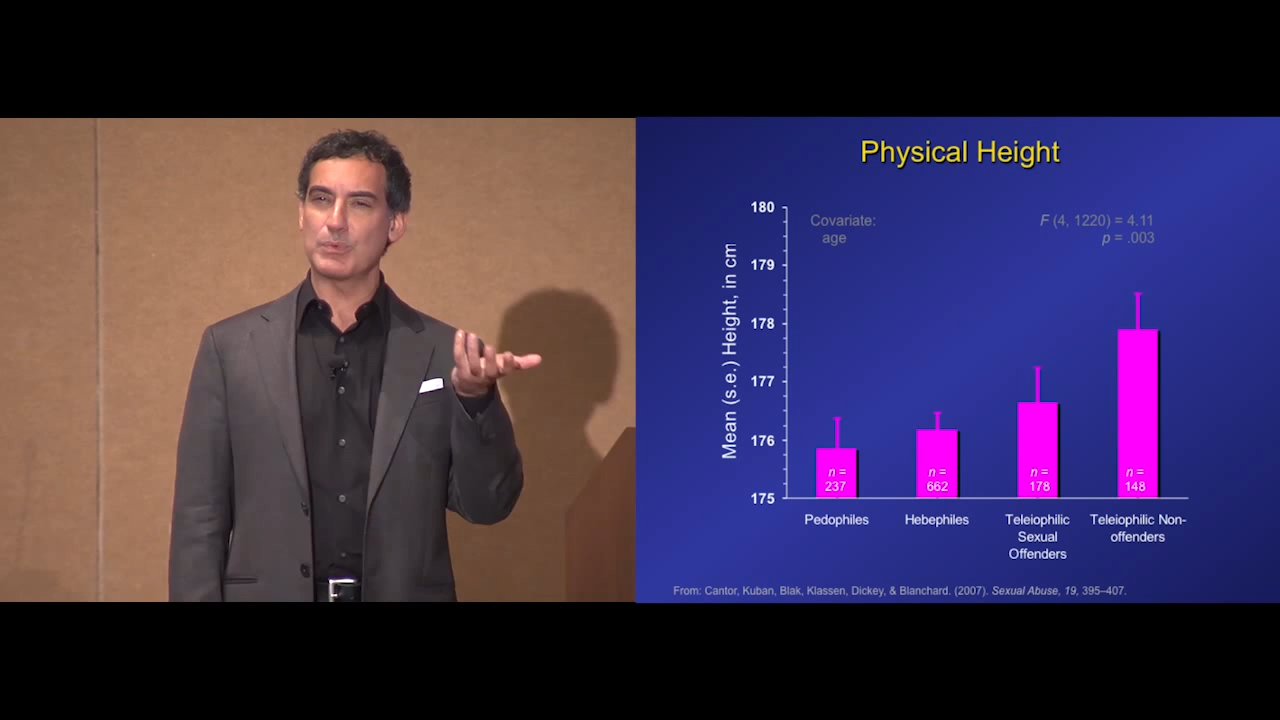 Physical Height
180
179
178
177
176
175
Mean (s.e.) Height, in cm
Covariate:
age
F (4, 1220) = 4.11
p = .003
n =
237
n =
662
n =
178
n =
148
Pedophiles
Hebephiles
Teleiophilic
Sexual
Offenders
Teleiophilic Non-
offenders
From: Cantor, Kuban, Blak, Klassen, Dickey, & Blanchard. (2007). Sexual Abuse, 19, 395–407.